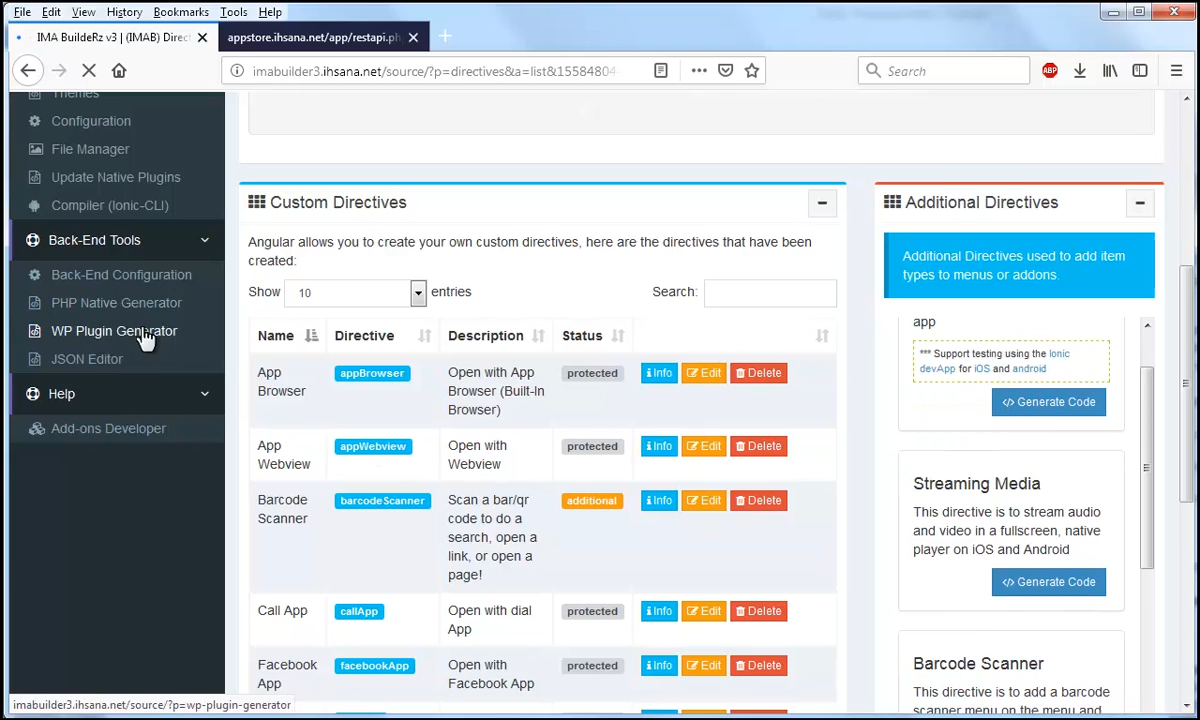 File Edit View History Bookmarks Tools Help
IMA BuildeRz v3 | (IMAB) Direct
appstore.ihsana.net/app/restapi.ph
imabuilder3.ihsana.net/source/?p=directives&a=list&15584804
Search
ABP
Themes
Configuration
File Manager
Update Native Plugins
Compiler (Ionic-CLI)
Back-End Tools
Back-End Configuration
PHP Native Generator
WP Plugin Generator
JSON Editor
Help
Add-ons Developer
Custom Directives
Angular allows you to create your own custom directives, here are the directives that have been
created:
Show 10 entries
Search:
Name Directive Description Status
App
Browser
appBrowser
Open with App
Browser (Built-In
Browser)
protected
Info Edit Delete
App
Webview
appWebview
Open with
Webview
protected
Info Edit Delete
Barcode
Scanner
barcodeScanner
Scan a bar/qr
code to do a
search, open a
link, or open a
page!
additional
Info Edit Delete
Call App
callApp
Open with dial
App
protected
Info Edit Delete
Facebook
App
facebookApp
Open with
Facebook App
protected
Info Edit Delete
Additional Directives
Additional Directives used to add item
types to menus or addons.
app
*** Support testing using the Ionic
devApp for iOS and android
</> Generate Code
Streaming Media
This directive is to stream audio
and video in a fullscreen, native
player on iOS and Android
</> Generate Code
Barcode Scanner
This directive is to add a barcode
scanner menu on the menu and
imabuilder3.ihsana.net/source/?p=wp-plugin-generator